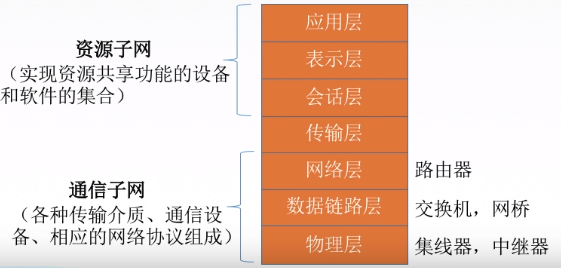 应用层
资源子网
表示层
（实现资源共享功能的设备
和软件的集合）
会话层
传输层
网络层
路由器
通信子网
数据链路层
交换机，网桥
（各种传输介质、通信设
备、相应的网络协议组成）
物理层
集线器，中继器